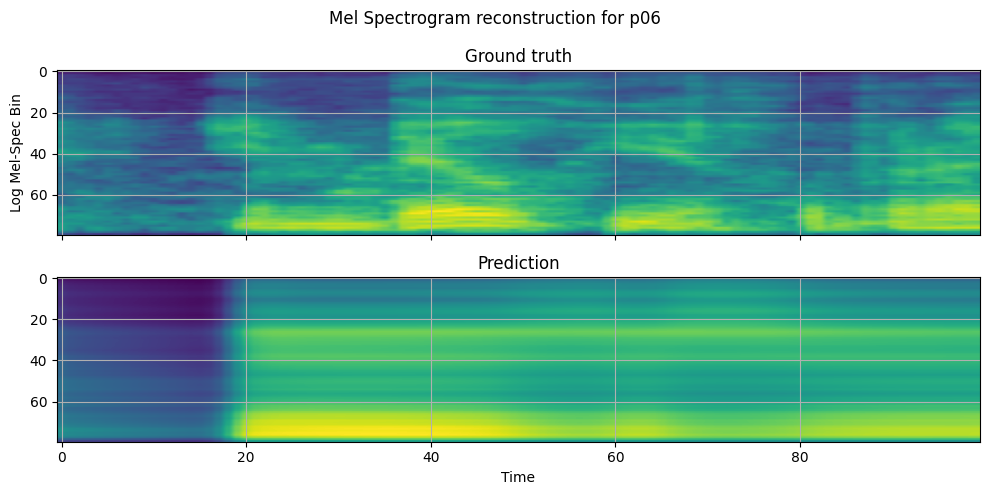 Mel Spectrogram reconstruction for p06
Ground truth
0
20
40
60
Log Mel-Spec Bin
Prediction
0
20
40
60
0 20 40 60 80
Time